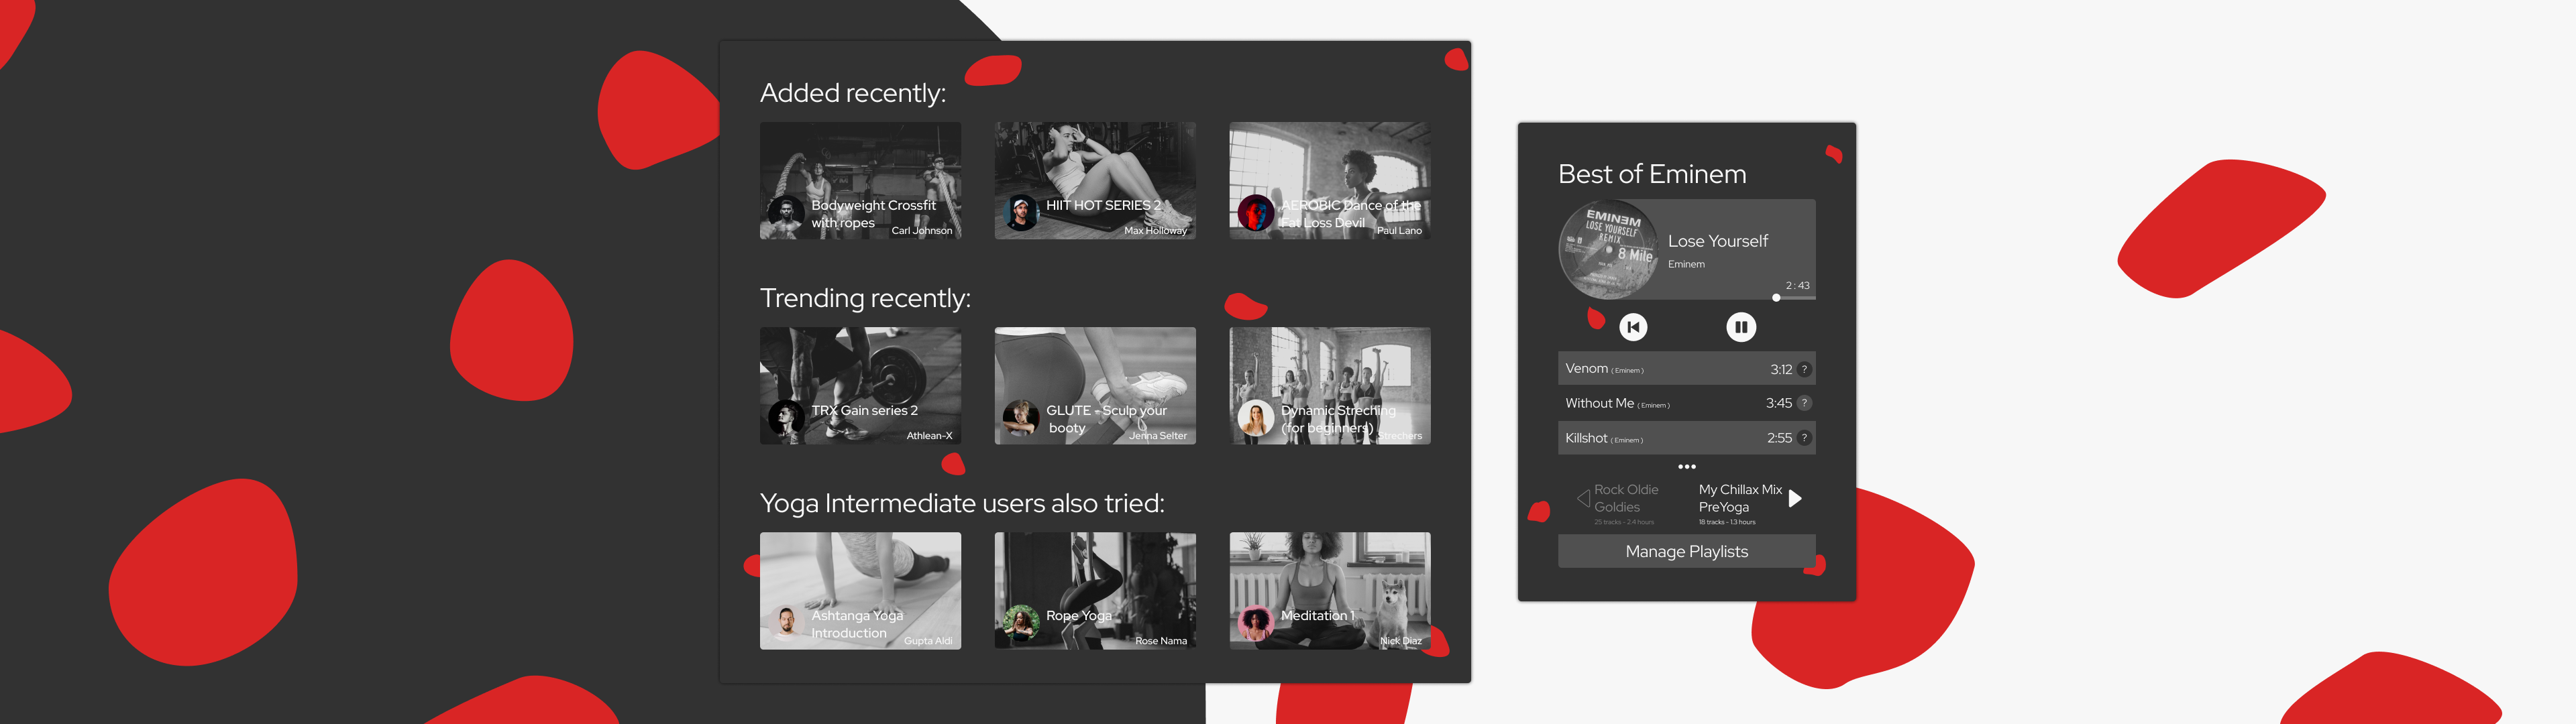 Added recently:
Bodyweight Crossfit
with ropes
Carl Johnson
HIIT HOT SERIES 2
Max Holloway
AEROBIC Dance of the
Fat Loss Devil
Paul Lano
Trending recently:
TRX Gain series 2
Athlean-X
GLUTE - Sculp your
booty
Jenna Selter
Dynamic Streching
(for beginners)
Strechers
Yoga Intermediate users also tried:
Ashtanga Yoga
Introduction
Gupta Aldi
Rope Yoga
Rose Nama
Meditation 1
Nick Diaz
Best of Eminem
EMINEM
LOSE YOURSELF
REMIX
8 Mile
Lose Yourself
Eminem
2 : 43
Venom ( Eminem ) 3:12 ?
Without Me ( Eminem ) 3:45 ?
Killshot ( Eminem ) 2:55 ?
Rock Oldie
Goldies
25 tracks - 2.4 hours
My Chillax Mix
PreYoga
18 tracks - 1.3 hours
Manage Playlists